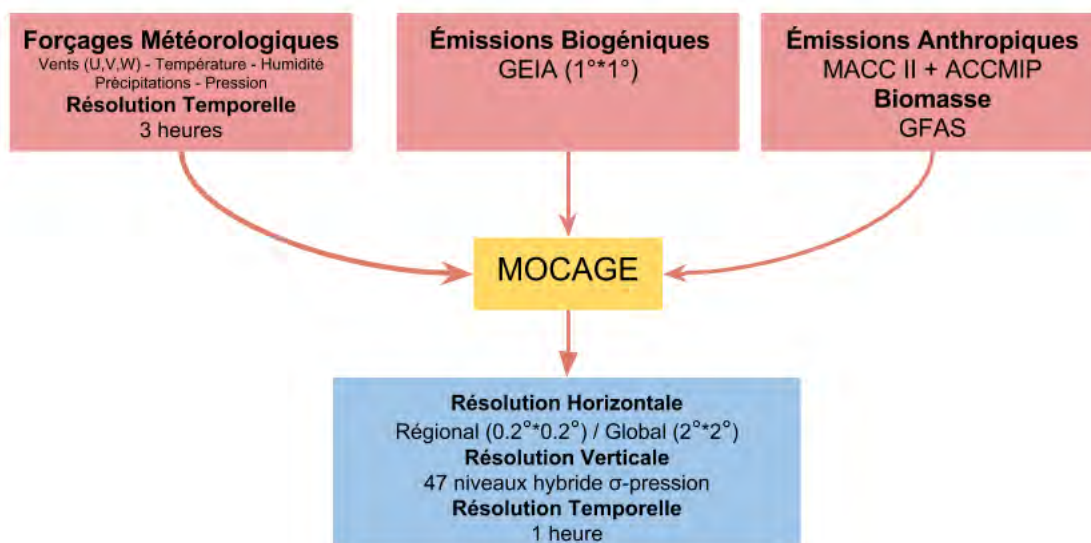 Forçages Météorologiques
Vents (U,V,W) - Température - Humidité
Précipitations - Pression
Résolution Temporelle
3 heures
Émissions Biogéniques
GEIA (1°*1°)
Émissions Anthropiques
MACC II + ACCMIP
Biomasse
GFAS
MOCAGE
Résolution Horizontale
Régional (0.2°*0.2°) / Global (2°*2°)
Résolution Verticale
47 niveaux hybride σ-pression
Résolution Temporelle
1 heure